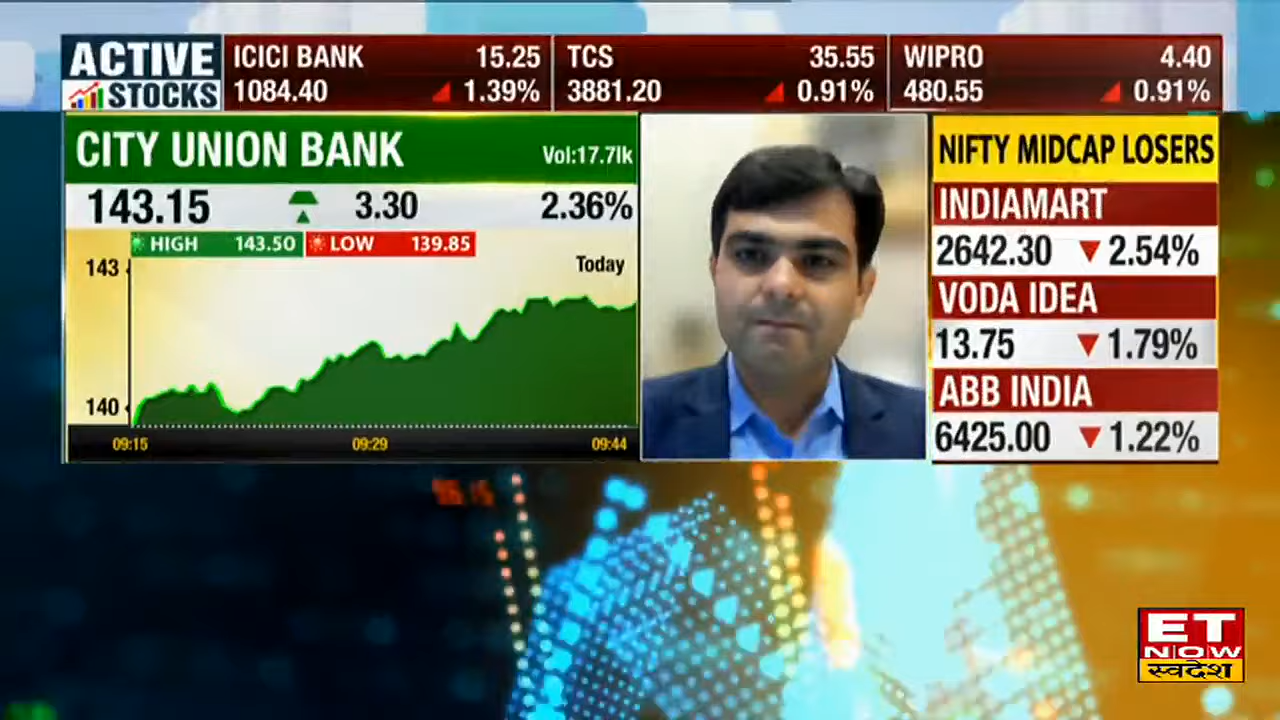 ACTIVE STOCKS
ICICI BANK 15.25
1084.40 1.39%
TCS 35.55
3881.20 0.91%
WIPRO 4.40
480.55 0.91%
CITY UNION BANK Vol:17.7lk
143.15 3.30 2.36%
HIGH 143.50 LOW 139.85
Today
143
140
09:15 09:29 09:44
NIFTY MIDCAP LOSERS
INDIAMART
2642.30 2.54%
VODA IDEA
13.75 1.79%
ABB INDIA
6425.00 1.22%
ET
NOW
स्वदेश